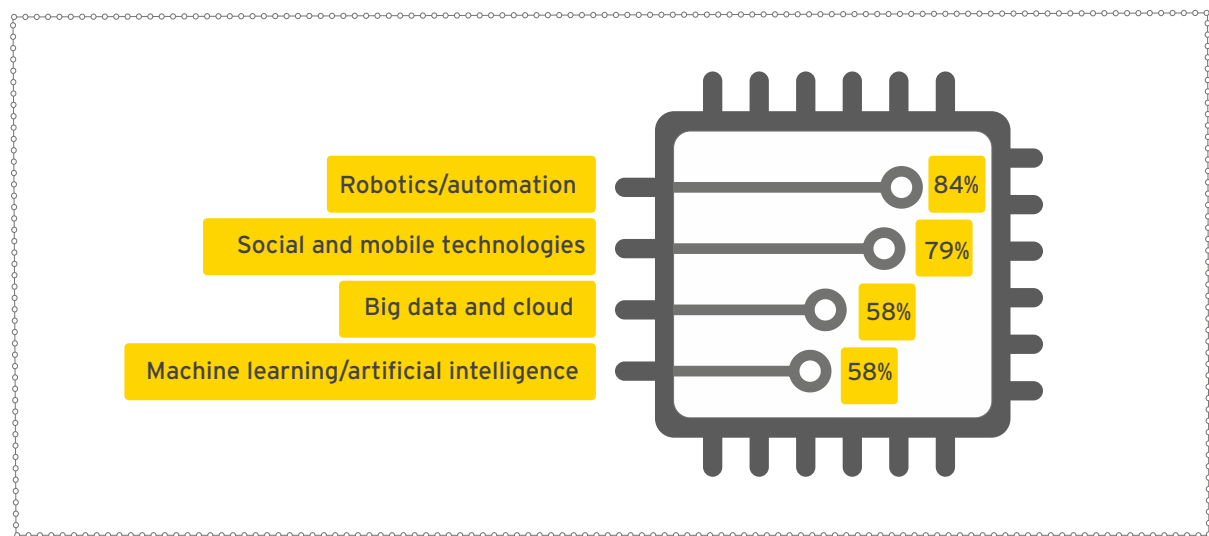 Robotics/automation 84%
Social and mobile technologies 79%
Big data and cloud 58%
Machine learning/artificial intelligence 58%